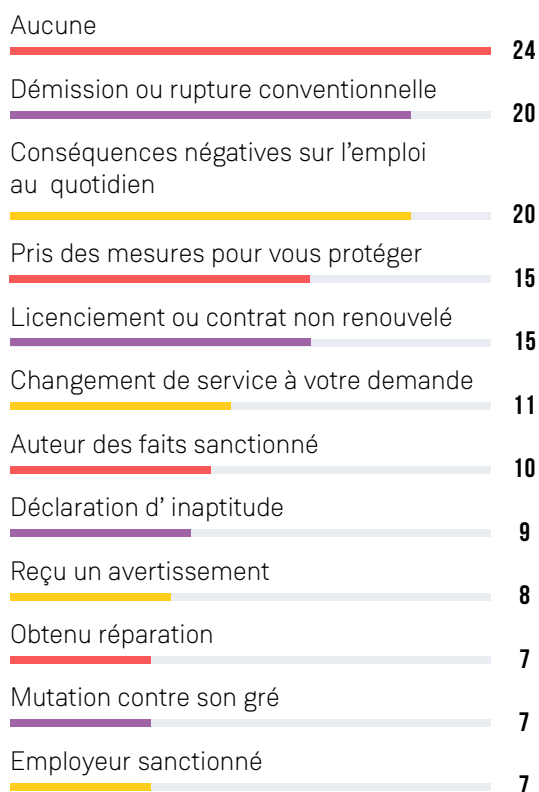 Aucune
24
Démission ou rupture conventionnelle
20
Conséquences négatives sur l'emploi
au quotidien
20
Pris des mesures pour vous protéger
15
Licenciement ou contrat non renouvelé
15
Changement de service à votre demande
11
Auteur des faits sanctionné
10
Déclaration d' inaptitude
9
Reçu un avertissement
8
Obtenu réparation
7
Mutation contre son gré
7
Employeur sanctionné
7